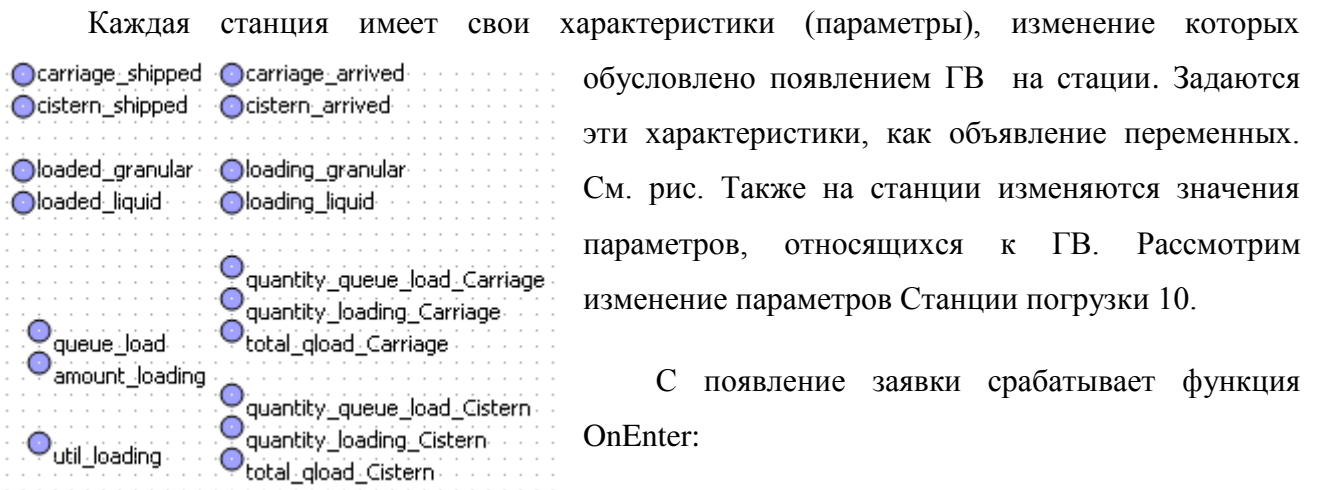 Каждая станция имеет свои характеристики (параметры), изменение которых
carriage_shipped carriage_arrived
cistern_shipped cistern_arrived
loaded_granular loading_granular
loaded_liquid loading_liquid
quantity_queue_load_Carriage
quantity_loading_Carriage
queue_load total_qload_Carriage
amount_loading
quantity_queue_load_Cistern
quantity_loading_Cistern
util_loading total_qload_Cistern
обусловлено появлением ГВ на стации. Задаются
эти характеристики, как объявление переменных.
См. рис. Также на станции изменяются значения
параметров, относящихся к ГВ. Рассмотрим
изменение параметров Станции погрузки 10.
С появление заявки срабатывает функция
OnEnter: